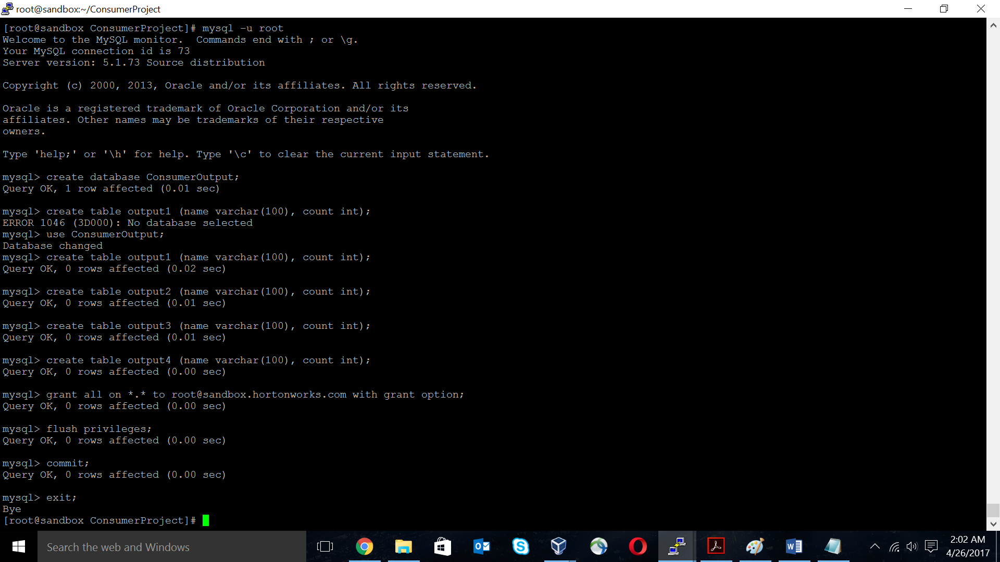 root@sandbox:~/ConsumerProject
[root@sandbox ConsumerProject]# mysql -u root
Welcome to the MySQL monitor.  Commands end with ; or \g.
Your MySQL connection id is 73
Server version: 5.1.73 Source distribution
Copyright (c) 2000, 2013, Oracle and/or its affiliates. All rights reserved.
Oracle is a registered trademark of Oracle Corporation and/or its
affiliates. Other names may be trademarks of their respective
owners.
Type 'help;' or '\h' for help. Type '\c' to clear the current input statement.
mysql> create database ConsumerOutput;
Query OK, 1 row affected (0.01 sec)
mysql> create table output1 (name varchar(100), count int);
ERROR 1046 (3D000): No database selected
mysql> use ConsumerOutput;
Database changed
mysql> create table output1 (name varchar(100), count int);
Query OK, 0 rows affected (0.02 sec)
mysql> create table output2 (name varchar(100), count int);
Query OK, 0 rows affected (0.01 sec)
mysql> create table output3 (name varchar(100), count int);
Query OK, 0 rows affected (0.01 sec)
mysql> create table output4 (name varchar(100), count int);
Query OK, 0 rows affected (0.00 sec)
mysql> grant all on *.* to root@sandbox.hortonworks.com with grant option;
Query OK, 0 rows affected (0.00 sec)
mysql> flush privileges;
Query OK, 0 rows affected (0.00 sec)
mysql> commit;
Query OK, 0 rows affected (0.00 sec)
mysql> exit;
Bye
[root@sandbox ConsumerProject]#
Search the web and Windows
2:02 AM
4/26/2017